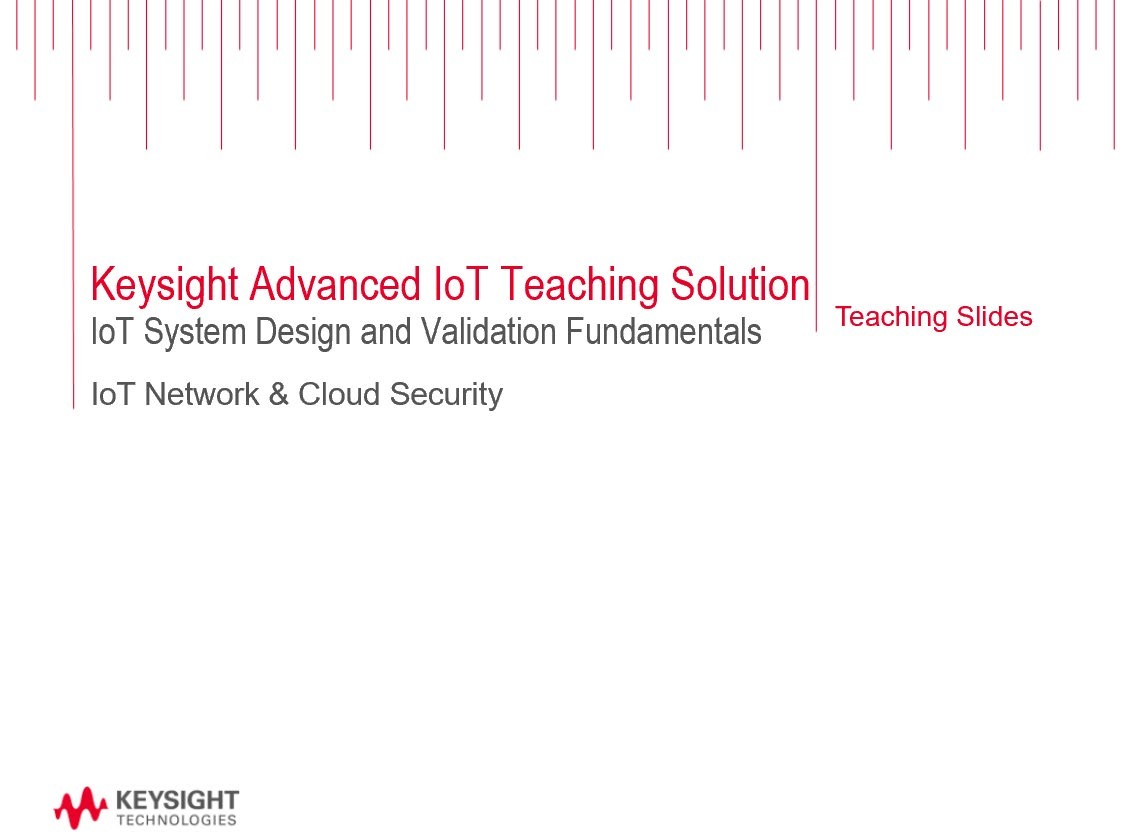 Keysight Advanced IoT Teaching Solution
IoT System Design and Validation Fundamentals
Teaching Slides
IoT Network & Cloud Security
KEYSIGHT
TECHNOLOGIES